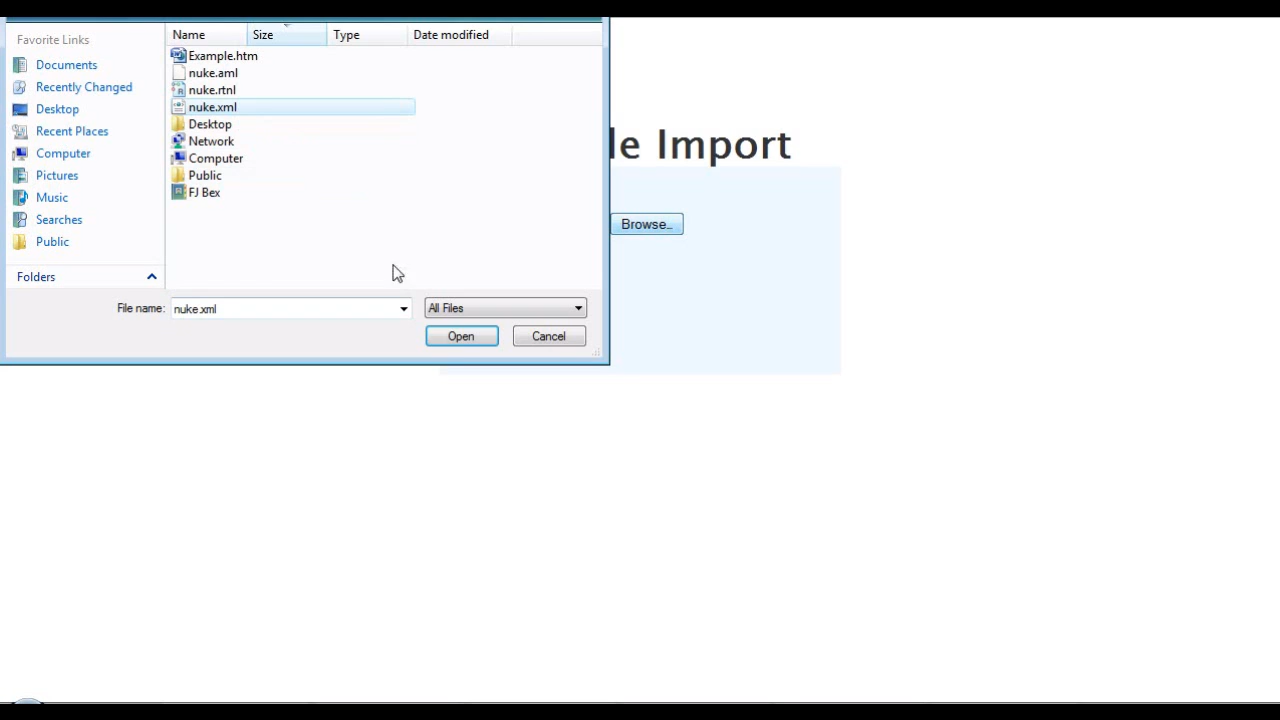 Favorite Links
Documents
Recently Changed
Desktop
Recent Places
Computer
Pictures
Music
Searches
Public
Folders
Name Size Type Date modified
Example.htm
nuke.aml
nuke.rtnl
nuke.xml
Desktop
Network
Computer
Public
FJ Bex
File name: nuke.xml All Files
Open Cancel
le Import
Browse...